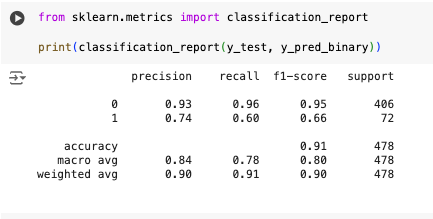 from sklearn.metrics import classification_report
print(classification_report(y_test, y_pred_binary))
precision recall f1-score support
0 0.93 0.96 0.95 406
1 0.74 0.60 0.66 72
accuracy 0.91 478
macro avg 0.84 0.78 0.80 478
weighted avg 0.90 0.91 0.90 478